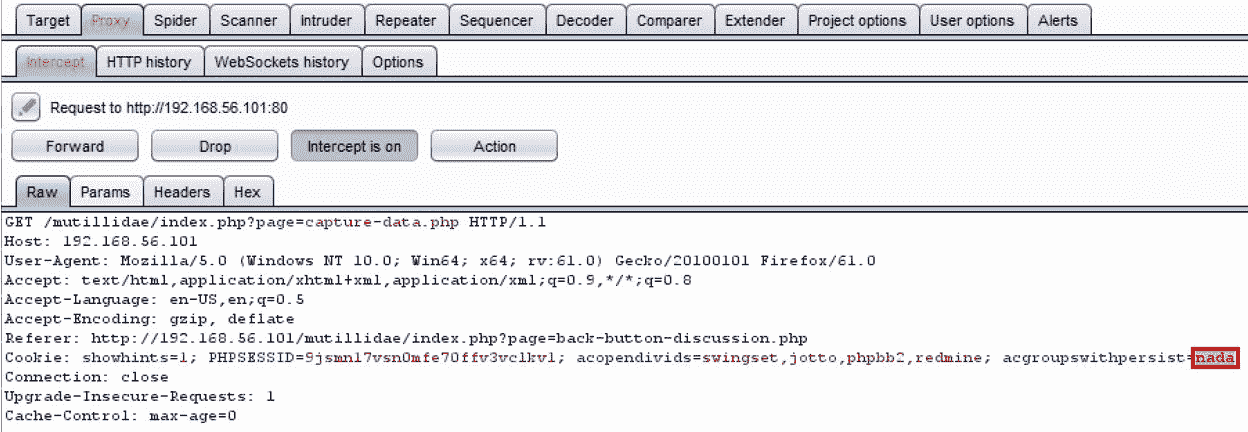 Target Proxy Spider Scanner Intruder Repeater Sequencer Decoder Comparer Extender Project options User options Alerts
Intercept HTTP history WebSockets history Options
Request to http://192.168.56.101:80
Forward Drop Intercept is on Action
Raw Params Headers Hex
GET /mutillidae/index.php?page=capture-data.php HTTP/1.1
Host: 192.168.56.101
User-Agent: Mozilla/5.0 (Windows NT 10.0; Win64; x64; rv:61.0) Gecko/20100101 Firefox/61.0
Accept: text/html,application/xhtml+xml,application/xml;q=0.9,*/*;q=0.8
Accept-Language: en-US,en;q=0.5
Accept-Encoding: gzip, deflate
Referer: http://192.168.56.101/mutillidae/index.php?page=back-button-discussion.php
Cookie: showhints=1; PHPSESSID=9jsmnl7vsn0mfe70ffv3vclkvl; acopendivids=swingset,jotto,phpbb2,redmine; acgroupswithpersist=nada
Connection: close
Upgrade-Insecure-Requests: 1
Cache-Control: max-age=0